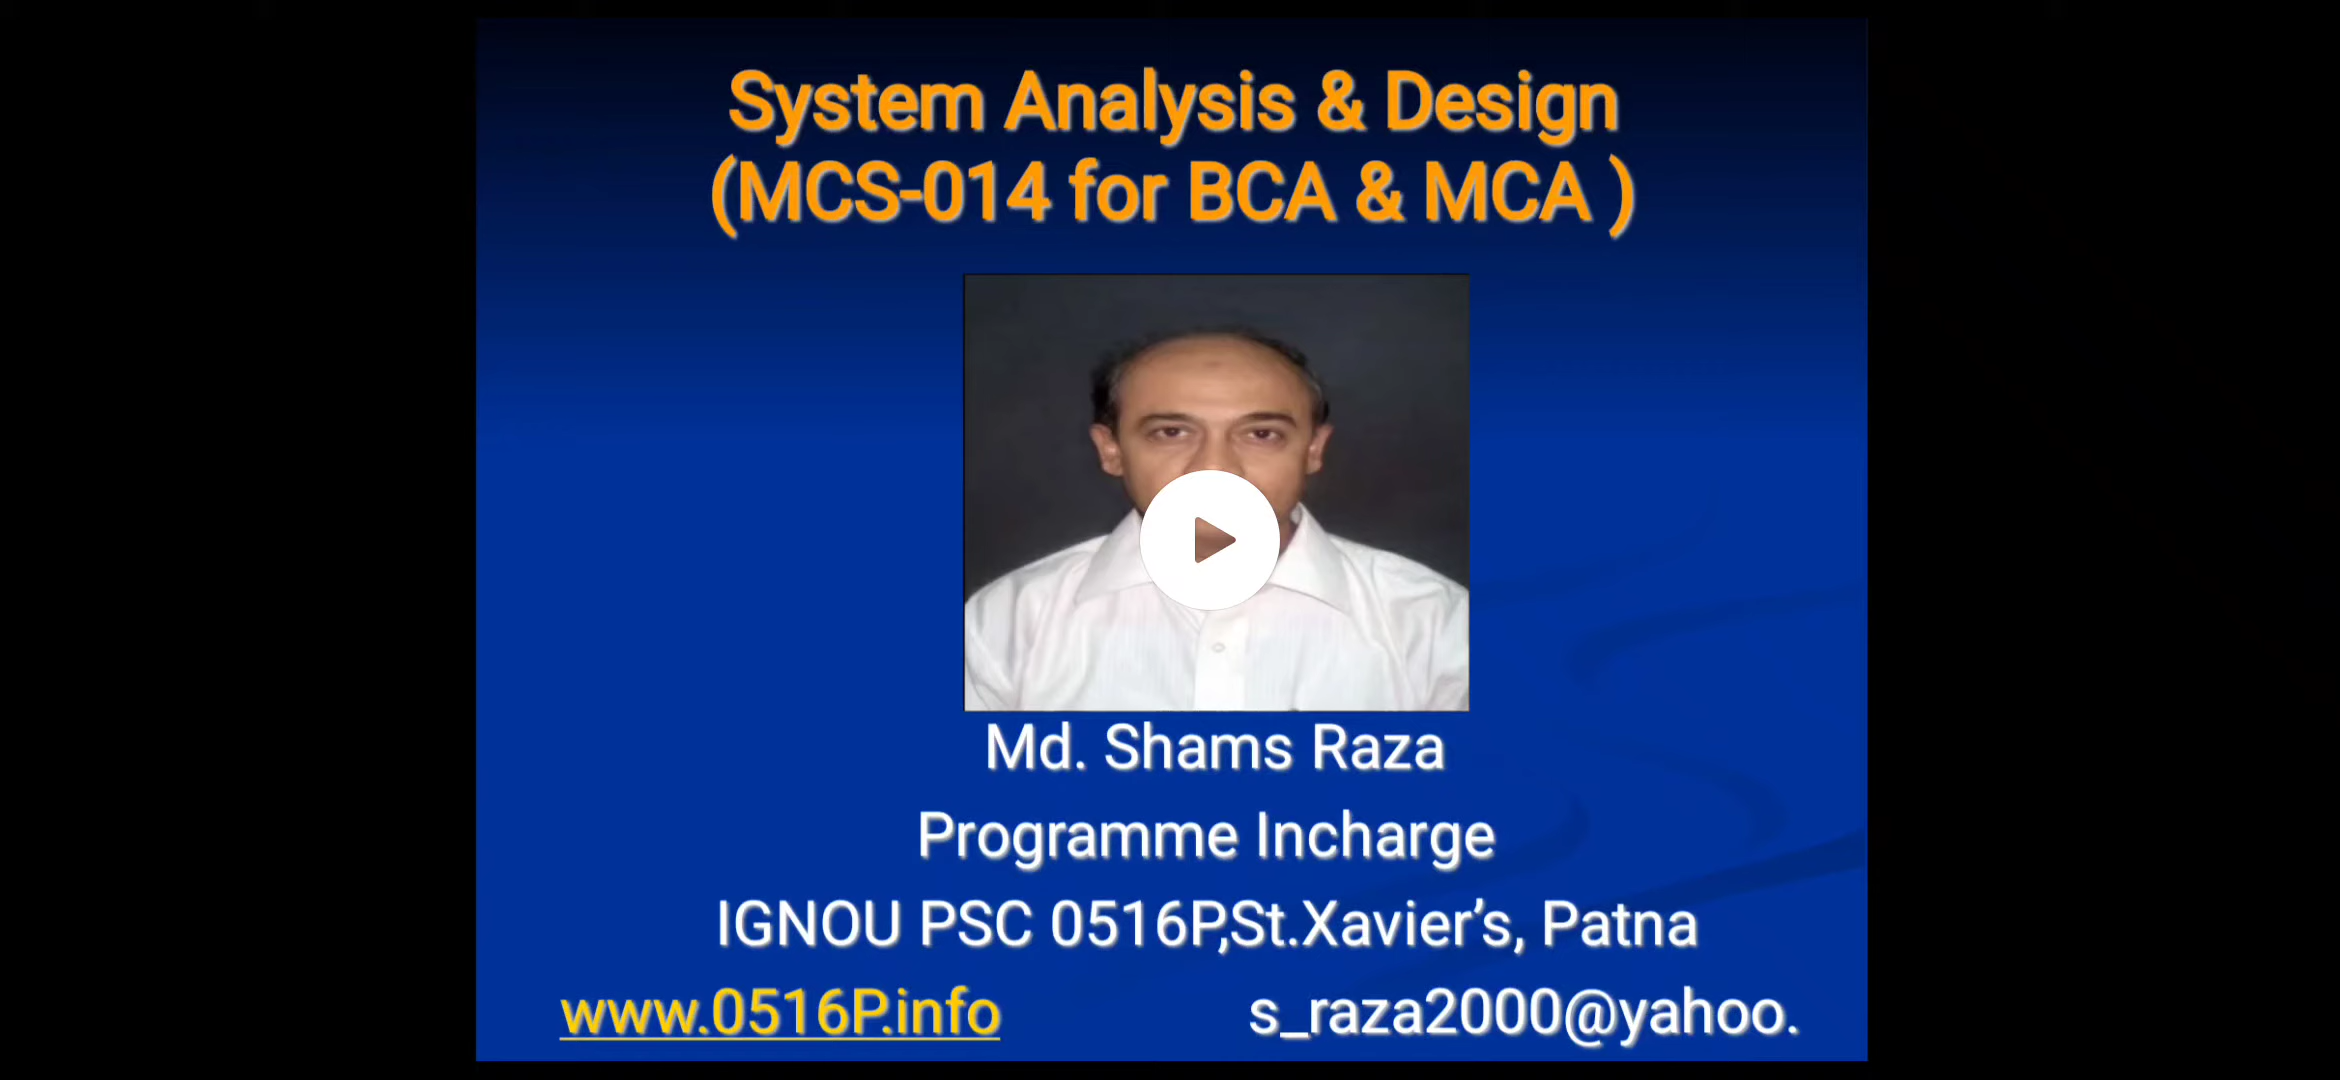 System Analysis & Design
(MCS-014 for BCA & MCA )
Md. Shams Raza
Programme Incharge
IGNOU PSC 0516P,St.Xavier’s, Patna
www.0516P.info s_raza2000@yahoo.